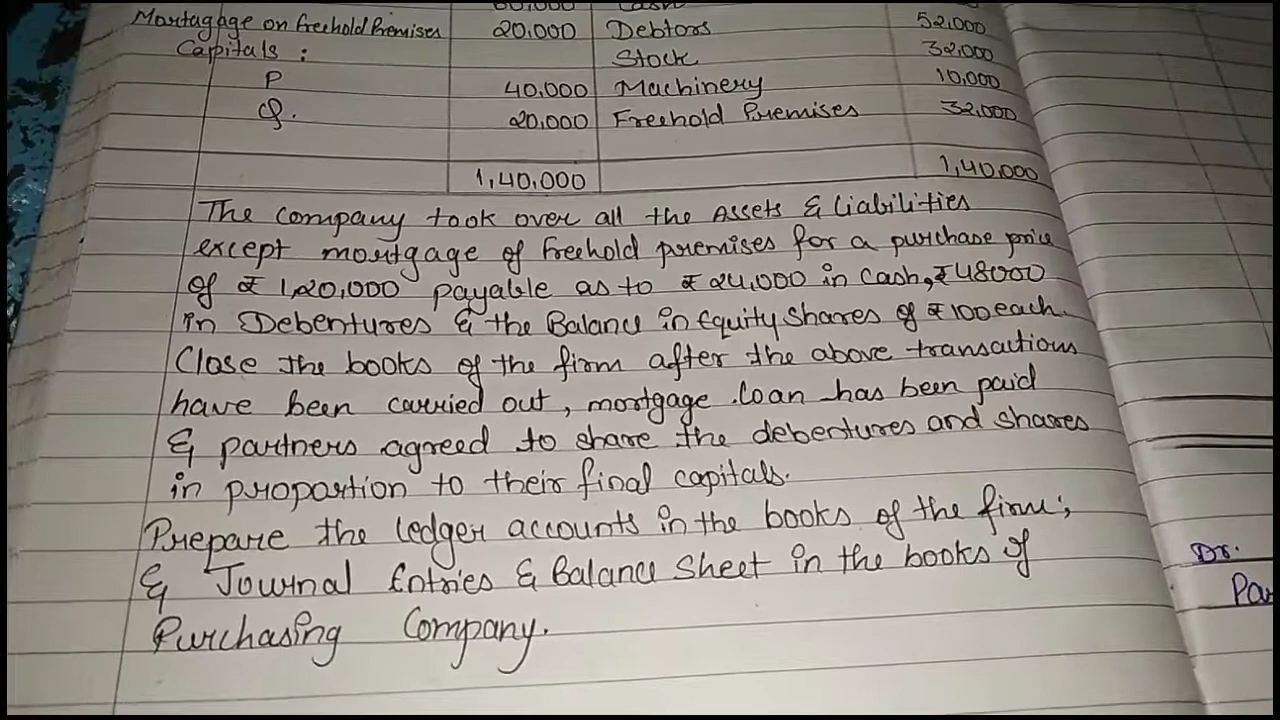 60,000 Cash
Mortagage on freehold Premises 20,000 Debtors 52,000
Capitals : Stock 32,000
P 40,000 Machinery 10,000
Q. 20,000 Freehold Premises 32,000
1,40,000 1,40,000
The company took over all the Assets & liabilities
except mortgage of freehold premises for a purchase price
of ₹ 1,20,000 payable as to ₹ 24,000 in cash, ₹ 48000
in Debentures & the Balance in Equity Shares of ₹ 100 each.
Close the books of the firm after the above transactions
have been carried out, mortgage loan has been paid
& partners agreed to share the debentures and shares
in proportion to their final capitals.
Prepare the ledger accounts in the books of the firm;
& Journal Entries & Balance Sheet in the books of
Purchasing Company.
Dr.
Par